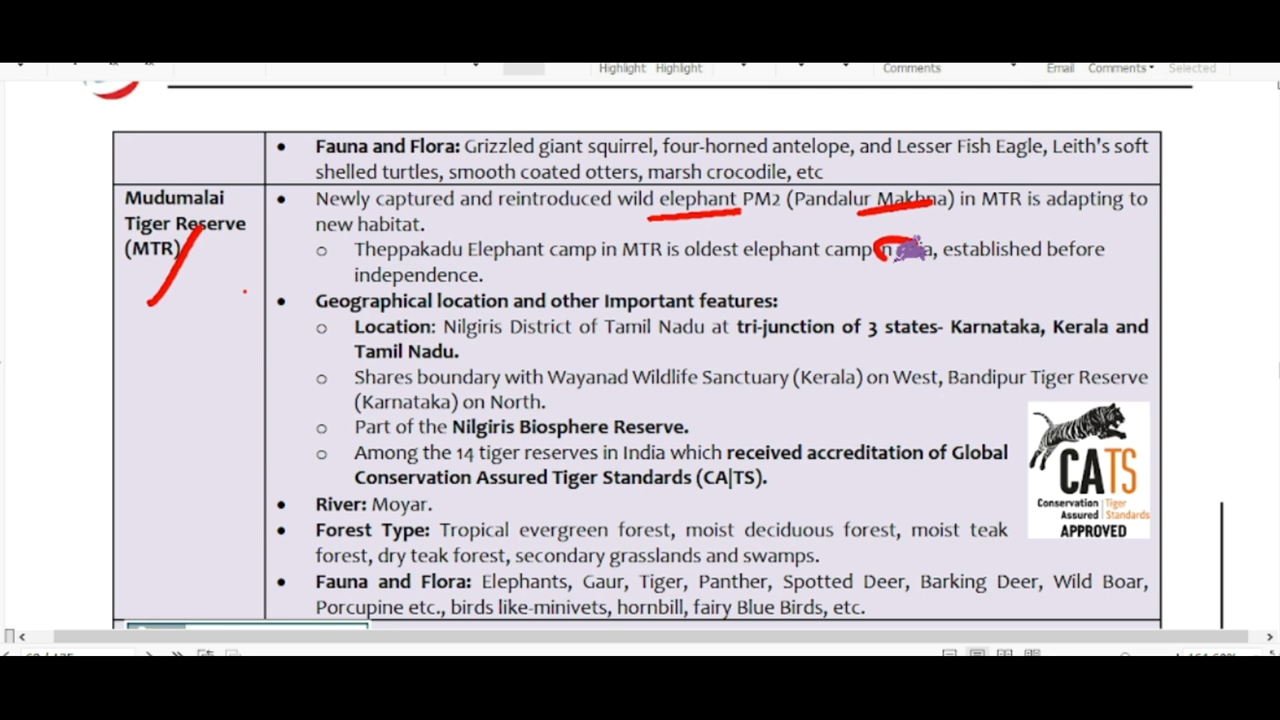 Highlight Highlight Comments Email Comments Selected
Fauna and Flora: Grizzled giant squirrel, four-horned antelope, and Lesser Fish Eagle, Leith's soft
shelled turtles, smooth coated otters, marsh crocodile, etc
Mudumalai
Tiger Reserve
(MTR)
• Newly captured and reintroduced wild elephant PM2 (Pandalur Makhna) in MTR is adapting to
new habitat.
o Theppakadu Elephant camp in MTR is oldest elephant camp in, established before
independence.
• Geographical location and other Important features:
o Location: Nilgiris District of Tamil Nadu at tri-junction of 3 states- Karnataka, Kerala and
Tamil Nadu.
o Shares boundary with Wayanad Wildlife Sanctuary (Kerala) on West, Bandipur Tiger Reserve
(Karnataka) on North.
o Part of the Nilgiris Biosphere Reserve.
o Among the 14 tiger reserves in India which received accreditation of Global
Conservation Assured Tiger Standards (CA|TS).
• River: Moyar.
• Forest Type: Tropical evergreen forest, moist deciduous forest, moist teak
forest, dry teak forest, secondary grasslands and swamps.
• Fauna and Flora: Elephants, Gaur, Tiger, Panther, Spotted Deer, Barking Deer, Wild Boar,
Porcupine etc., birds like-minivets, hornbill, fairy Blue Birds, etc.
CATS
Conservation Tiger
Assured Standards
APPROVED